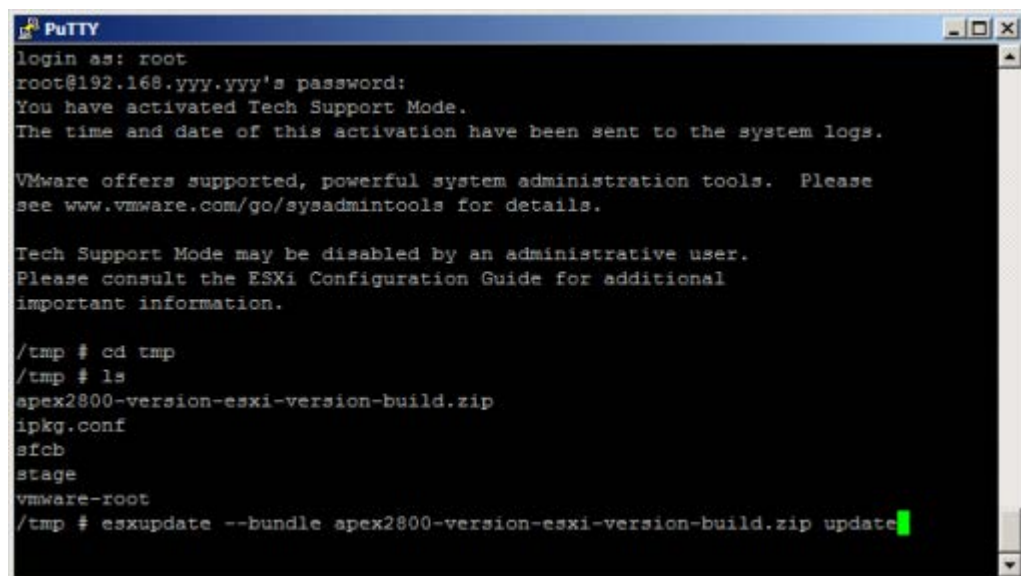 PuTTY
login as: root
root@192.168.yyy.yyy's password:
You have activated Tech Support Mode.
The time and date of this activation have been sent to the system logs.
VMware offers supported, powerful system administration tools.  Please
see www.vmware.com/go/sysadmintools for details.
Tech Support Mode may be disabled by an administrative user.
Please consult the ESXi Configuration Guide for additional
important information.
/tmp # cd tmp
/tmp # ls
apex2800-version-esxi-version-build.zip
ipkg.conf
sfcb
stage
vmware-root
/tmp # esxupdate --bundle apex2800-version-esxi-version-build.zip update